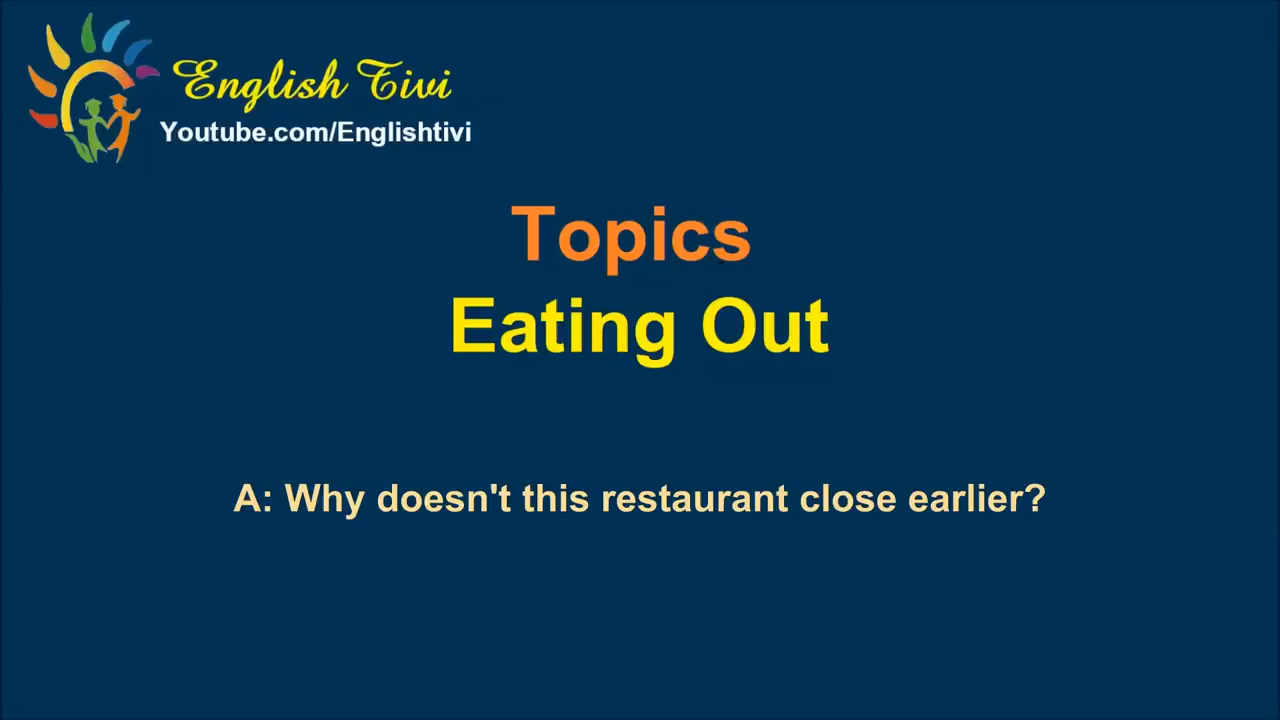 English Tivi
Youtube.com/Englishtivi
Topics
Eating Out
A: Why doesn't this restaurant close earlier?